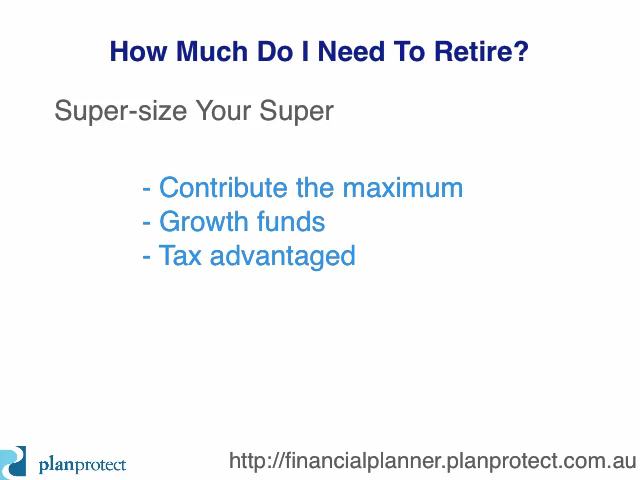 How Much Do I Need To Retire?
Super-size Your Super
- Contribute the maximum
- Growth funds
- Tax advantaged
planprotect
http://financialplanner.planprotect.com.au